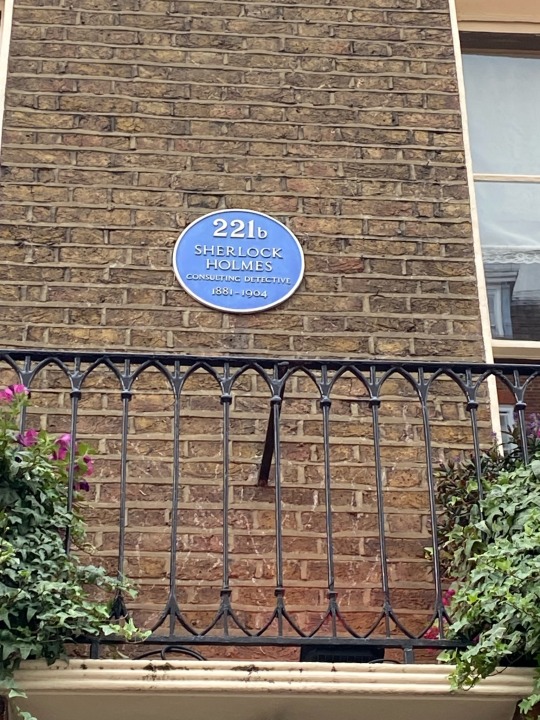 221b
SHERLOCK
HOLMES
CONSULTING DETECTIVE
1881-1904